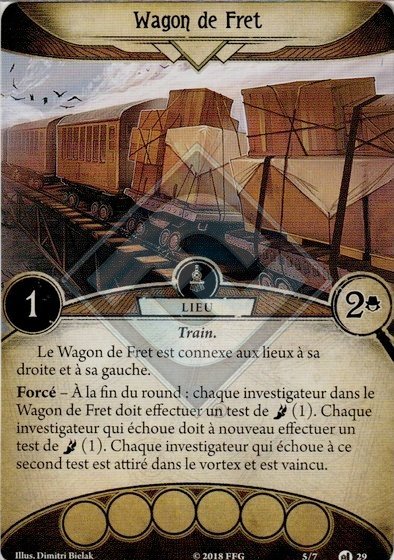 Wagon de Fret
1
LIEU
2
Train.
Le Wagon de Fret est connexe aux lieux à sa
droite et à sa gauche.
Forcé – À la fin du round : chaque investigateur dans le
Wagon de Fret doit effectuer un test de (1). Chaque
investigateur qui échoue doit à nouveau effectuer un
test de (1). Chaque investigateur qui échoue à ce
second test est attiré dans le vortex et est vaincu.
Illus. Dimitri Bielak © 2018 FFG 5/7 29